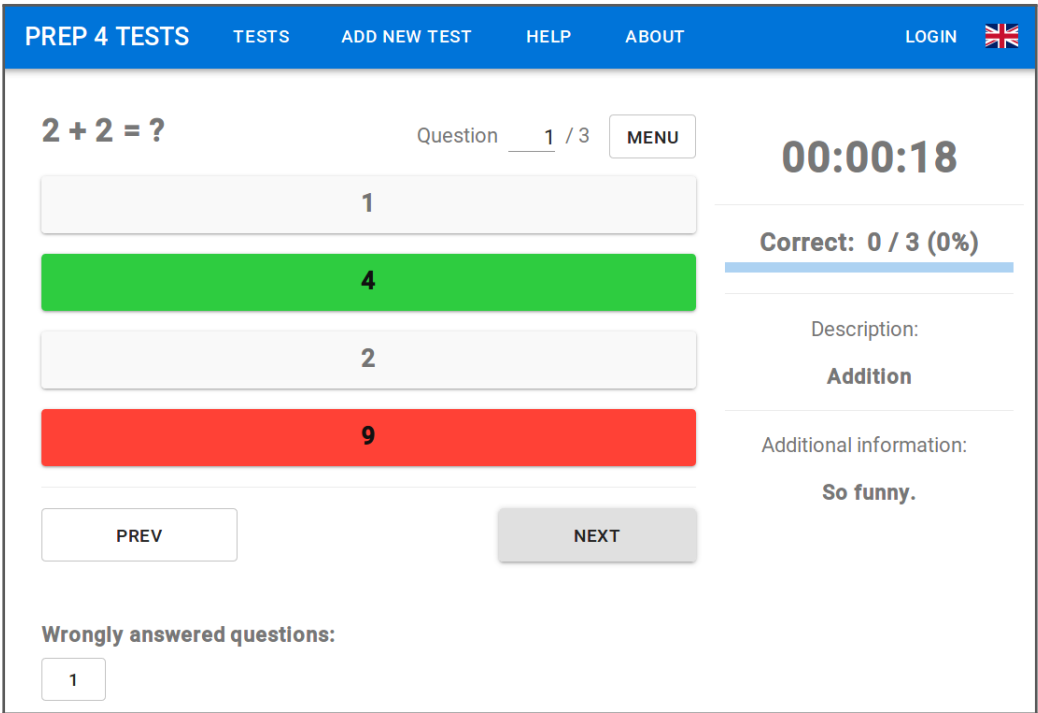 PREP 4 TESTS TESTS ADD NEW TEST HELP ABOUT LOGIN
2 + 2 = ? Question 1 / 3 MENU
1
4
2
9
PREV NEXT
Wrongly answered questions:
1
00:00:18
Correct: 0 / 3 (0%)
Description:
Addition
Additional information:
So funny.